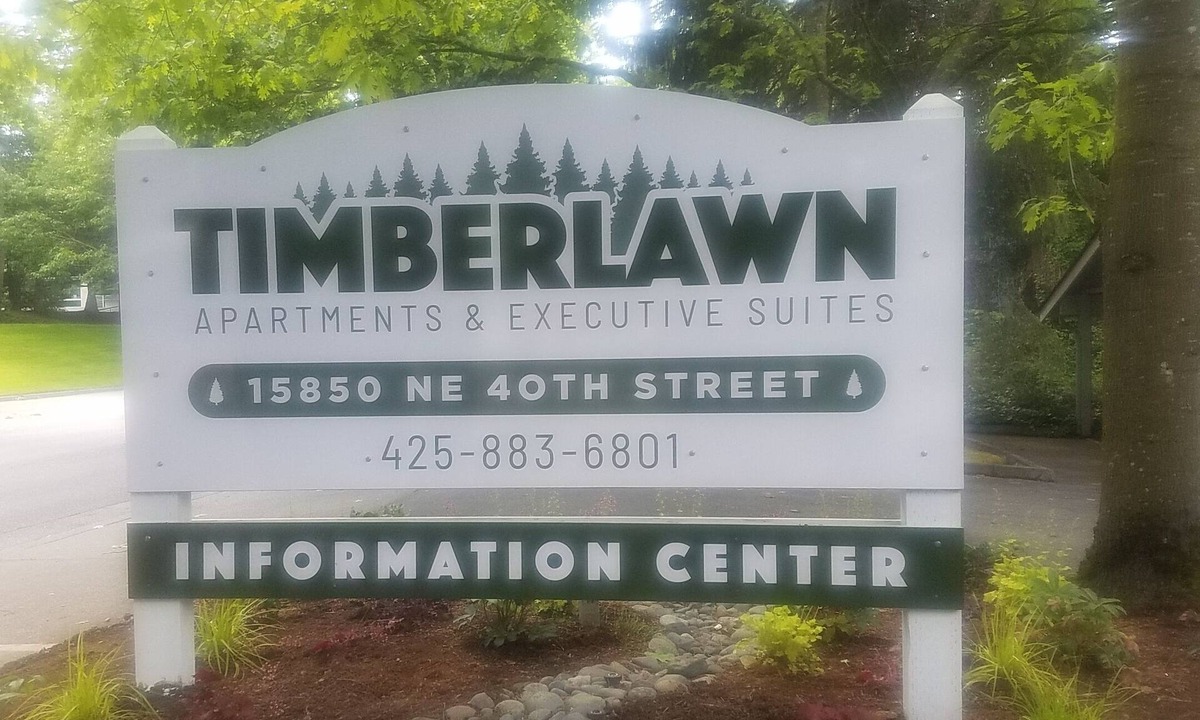 TIMBERLAWN
APARTMENTS & EXECUTIVE SUITES
15850 NE 40TH STREET
425-883-6801
INFORMATION CENTER